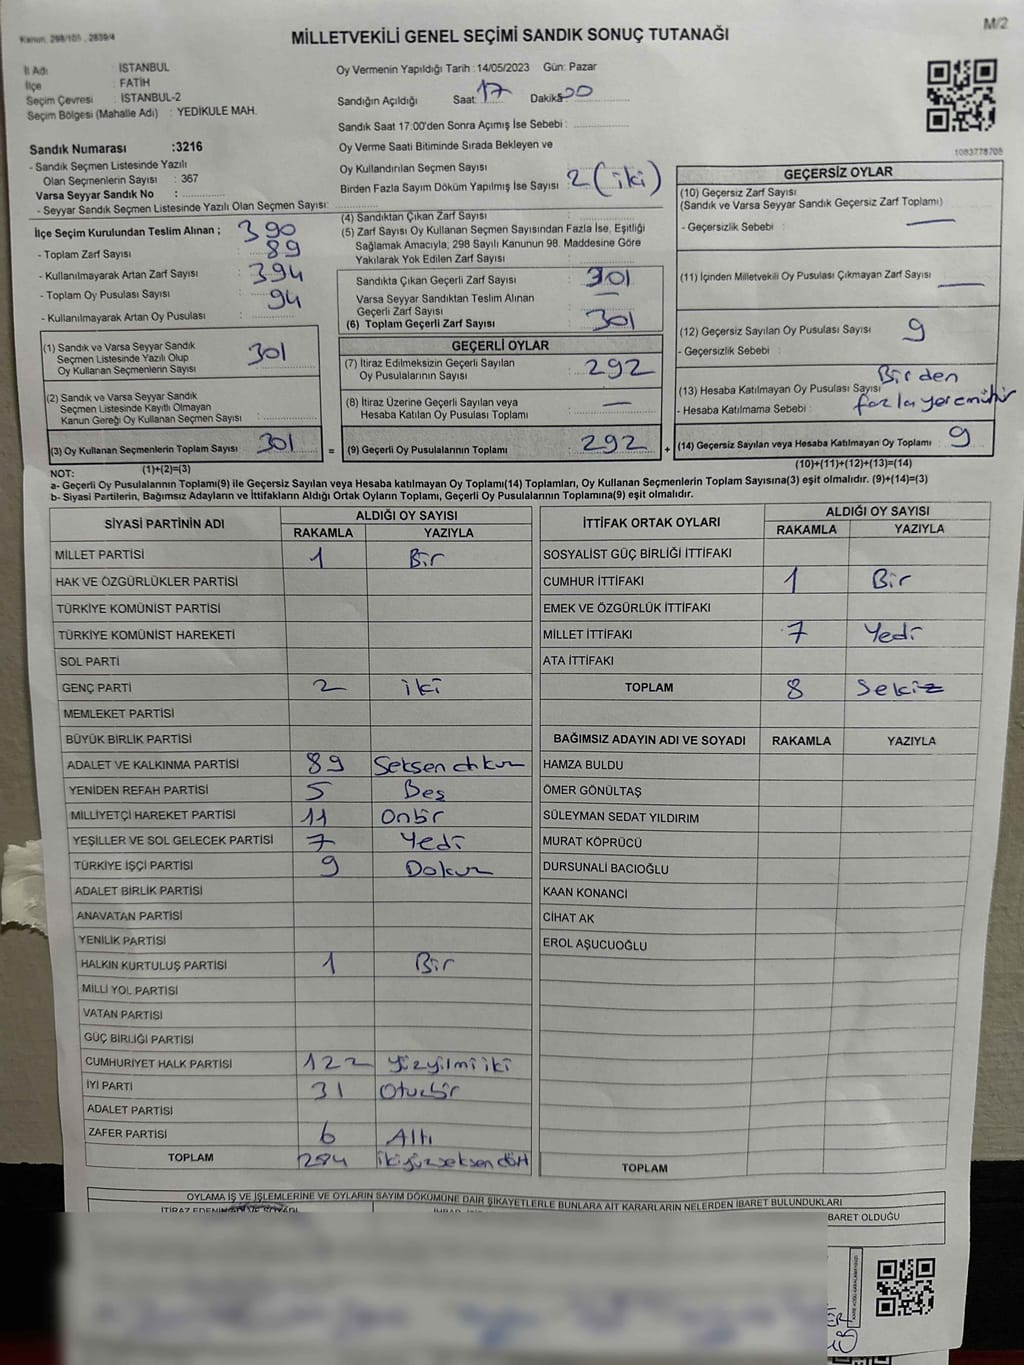 Kanun: 298/105 , 2839/4
M/2
MİLLETVEKİLİ GENEL SEÇİMİ SANDIK SONUÇ TUTANAĞI
İl Adı : İSTANBUL
İlçe : FATİH
Seçim Çevresi : İSTANBUL-2
Seçim Bölgesi (Mahalle Adı) : YEDİKULE MAH.
Oy Vermenin Yapıldığı Tarih :14/05/2023 Gün: Pazar
Sandığın Açıldığı Saat: 17 Dakika 00
Sandık Saat 17:00'den Sonra Açımış İse Sebebi :
1083778705
Sandık Numarası :3216
- Sandık Seçmen Listesinde Yazılı
Olan Seçmenlerin Sayısı : 367
Varsa Seyyar Sandık No :
- Seyyar Sandık Seçmen Listesinde Yazılı Olan Seçmen Sayısı:
Oy Verme Saati Bitiminde Sırada Bekleyen ve
Oy Kullandırılan Seçmen Sayısı
Birden Fazla Sayım Döküm Yapılmış İse Sayısı 2 (iki)
İlçe Seçim Kurulundan Teslim Alınan ;
- Toplam Zarf Sayısı : 390
- Kullanılmayarak Artan Zarf Sayısı : 89
- Toplam Oy Pusulası Sayısı : 394
- Kullanılmayarak Artan Oy Pusulası : 94
(4) Sandıktan Çıkan Zarf Sayısı :
(5) Zarf Sayısı Oy Kullanan Seçmen Sayısından Fazla İse, Eşitliği
Sağlamak Amacıyla, 298 Sayılı Kanunun 98. Maddesine Göre
Yakılarak Yok Edilen Zarf Sayısı :
Sandıkta Çıkan Geçerli Zarf Sayısı : 301
Varsa Seyyar Sandıktan Teslim Alınan
Geçerli Zarf Sayısı : —
(6) Toplam Geçerli Zarf Sayısı : 301
GEÇERSİZ OYLAR
(10) Geçersiz Zarf Sayısı :
(Sandık ve Varsa Seyyar Sandık Geçersiz Zarf Toplamı)
- Geçersizlik Sebebi : —
(11) İçinden Milletvekili Oy Pusulası Çıkmayan Zarf Sayısı : —
(12) Geçersiz Sayılan Oy Pusulası Sayısı : 9
- Geçersizlik Sebebi :
(13) Hesaba Katılmayan Oy Pusulası Sayısı Birden
- Hesaba Katılmama Sebebi : fazla yere mühür
(14) Geçersiz Sayılan veya Hesaba Katılmayan Oy Toplamı : 9
(10)+(11)+(12)+(13)=(14)
(1) Sandık ve Varsa Seyyar Sandık
Seçmen Listesinde Yazılı Olup
Oy Kullanan Seçmenlerin Sayısı : 301
(2) Sandık ve Varsa Seyyar Sandık
Seçmen Listesinde Kayıtlı Olmayan
Kanun Gereği Oy Kullanan Seçmen Sayısı :
(3) Oy Kullanan Seçmenlerin Toplam Sayısı : 301 =
GEÇERLİ OYLAR
(7) İtiraz Edilmeksizin Geçerli Sayılan
Oy Pusulalarının Sayısı : 292
(8) İtiraz Üzerine Geçerli Sayılan veya
Hesaba Katılan Oy Pusulası Toplamı : —
(9) Geçerli Oy Pusulalarının Toplamı : 292 +
NOT: (1)+(2)=(3)
a- Geçerli Oy Pusulalarının Toplamı(9) ile Geçersiz Sayılan veya Hesaba katılmayan Oy Toplamı(14) Toplamları, Oy Kullanan Seçmenlerin Toplam Sayısına(3) eşit olmalıdır. (9)+(14)=(3)
b- Siyasi Partilerin, Bağımsız Adayların ve İttifakların Aldığı Ortak Oyların Toplamı, Geçerli Oy Pusulalarının Toplamına(9) eşit olmalıdır.
SİYASİ PARTİNİN ADI ALDIĞI OY SAYISI
RAKAMLA YAZIYLA
MİLLET PARTİSİ 1 Bir
HAK VE ÖZGÜRLÜKLER PARTİSİ
TÜRKİYE KOMÜNİST PARTİSİ
TÜRKİYE KOMÜNİST HAREKETİ
SOL PARTİ
GENÇ PARTİ 2 iki
MEMLEKET PARTİSİ
BÜYÜK BİRLİK PARTİSİ
ADALET VE KALKINMA PARTİSİ 89 Seksen dokuz
YENİDEN REFAH PARTİSİ 5 Beş
MİLLİYETÇİ HAREKET PARTİSİ 11 Onbir
YEŞİLLER VE SOL GELECEK PARTİSİ 7 Yedi
TÜRKİYE İŞÇİ PARTİSİ 9 Dokuz
ADALET BİRLİK PARTİSİ
ANAVATAN PARTİSİ
YENİLİK PARTİSİ
HALKIN KURTULUŞ PARTİSİ 1 Bir
MİLLİ YOL PARTİSİ
VATAN PARTİSİ
GÜÇ BİRLİĞİ PARTİSİ
CUMHURİYET HALK PARTİSİ 122 Yüzyirmiiki
İYİ PARTİ 31 Otuzbir
ADALET PARTİSİ
ZAFER PARTİSİ 6 Altı
TOPLAM 284 ikiyüzseksendört
İTTİFAK ORTAK OYLARI ALDIĞI OY SAYISI
RAKAMLA YAZIYLA
SOSYALİST GÜÇ BİRLİĞİ İTTİFAKI
CUMHUR İTTİFAKI 1 Bir
EMEK VE ÖZGÜRLÜK İTTİFAKI
MİLLET İTTİFAKI 7 Yedi
ATA İTTİFAKI
TOPLAM 8 Sekiz
BAĞIMSIZ ADAYIN ADI VE SOYADI RAKAMLA YAZIYLA
HAMZA BULDU
ÖMER GÖNÜLTAŞ
SÜLEYMAN SEDAT YILDIRIM
MURAT KÖPRÜCÜ
DURSUNALİ BACIOĞLU
KAAN KONANCİ
CİHAT AK
EROL AŞUCUOĞLU
TOPLAM
OYLAMA İŞ VE İŞLEMLERİNE VE OYLARIN SAYIM DÖKÜMÜNE DAİR ŞİKAYETLERLE BUNLARA AİT KARARLARIN NELERDEN İBARET BULUNDUKLARI
BARET OLDUĞU